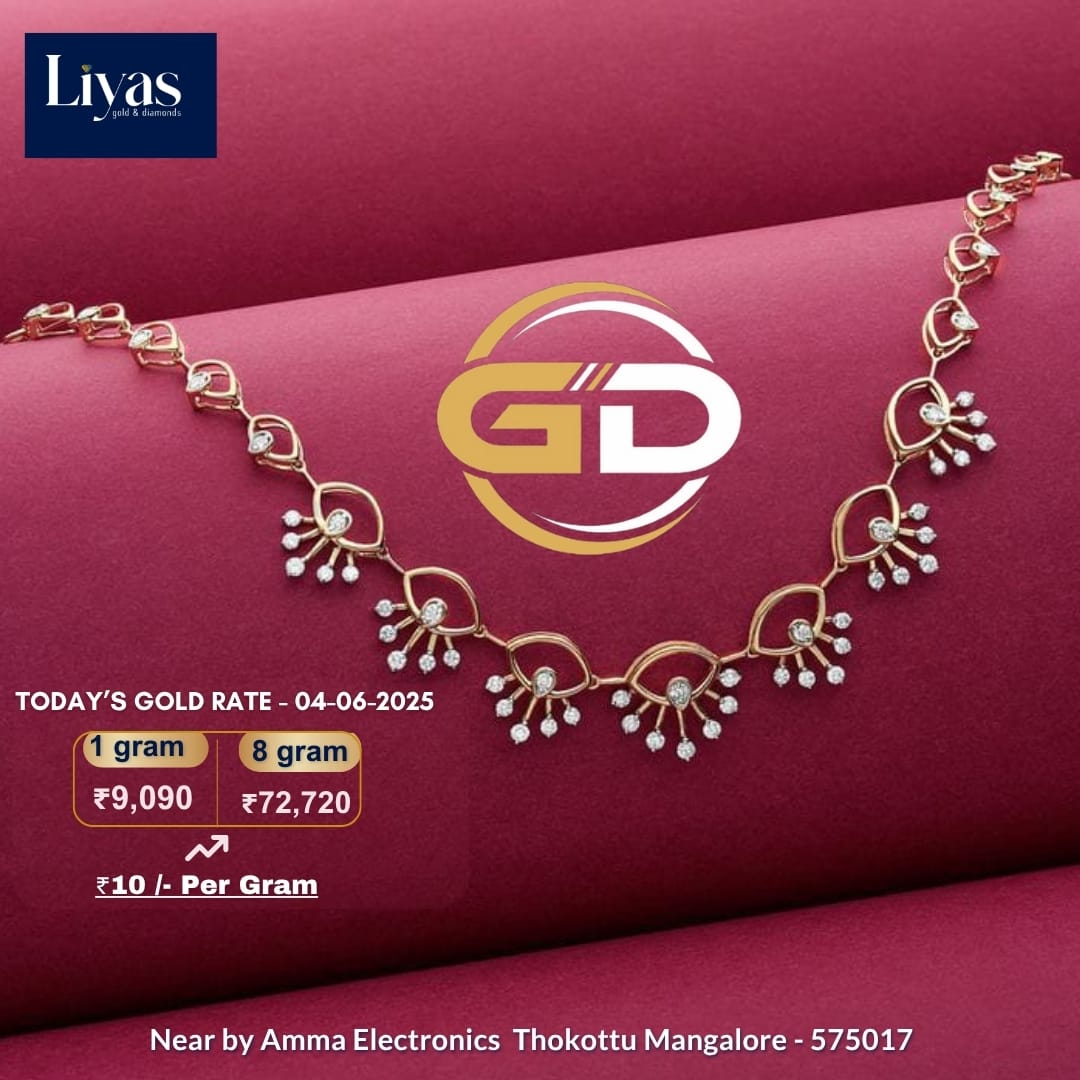 Liyas
gold & diamonds
GD
TODAY'S GOLD RATE - 04-06-2025
1 gram
8 gram
₹9,090
₹72,720
₹10 /- Per Gram
Near by Amma Electronics Thokottu Mangalore - 575017